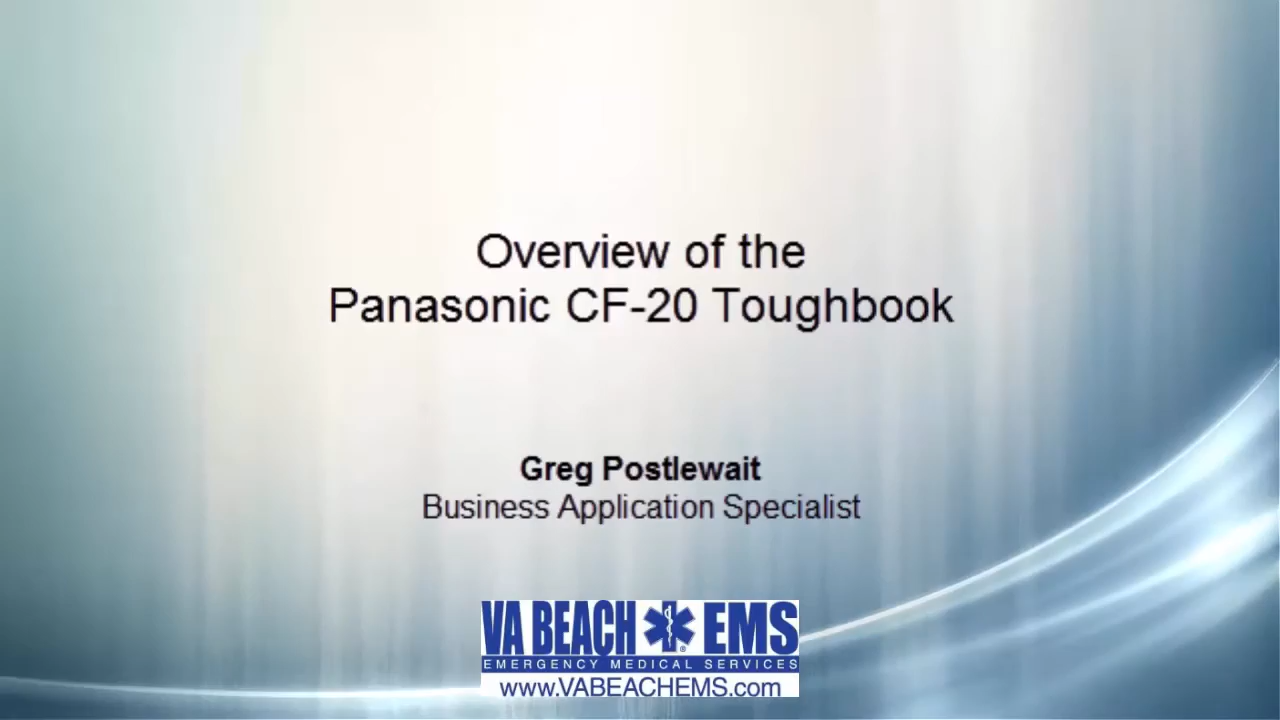 Overview of the
Panasonic CF-20 Toughbook
Greg Postlewait
Business Application Specialist
VA BEACH EMS
EMERGENCY MEDICAL SERVICES
www.VABEACHEMS.com